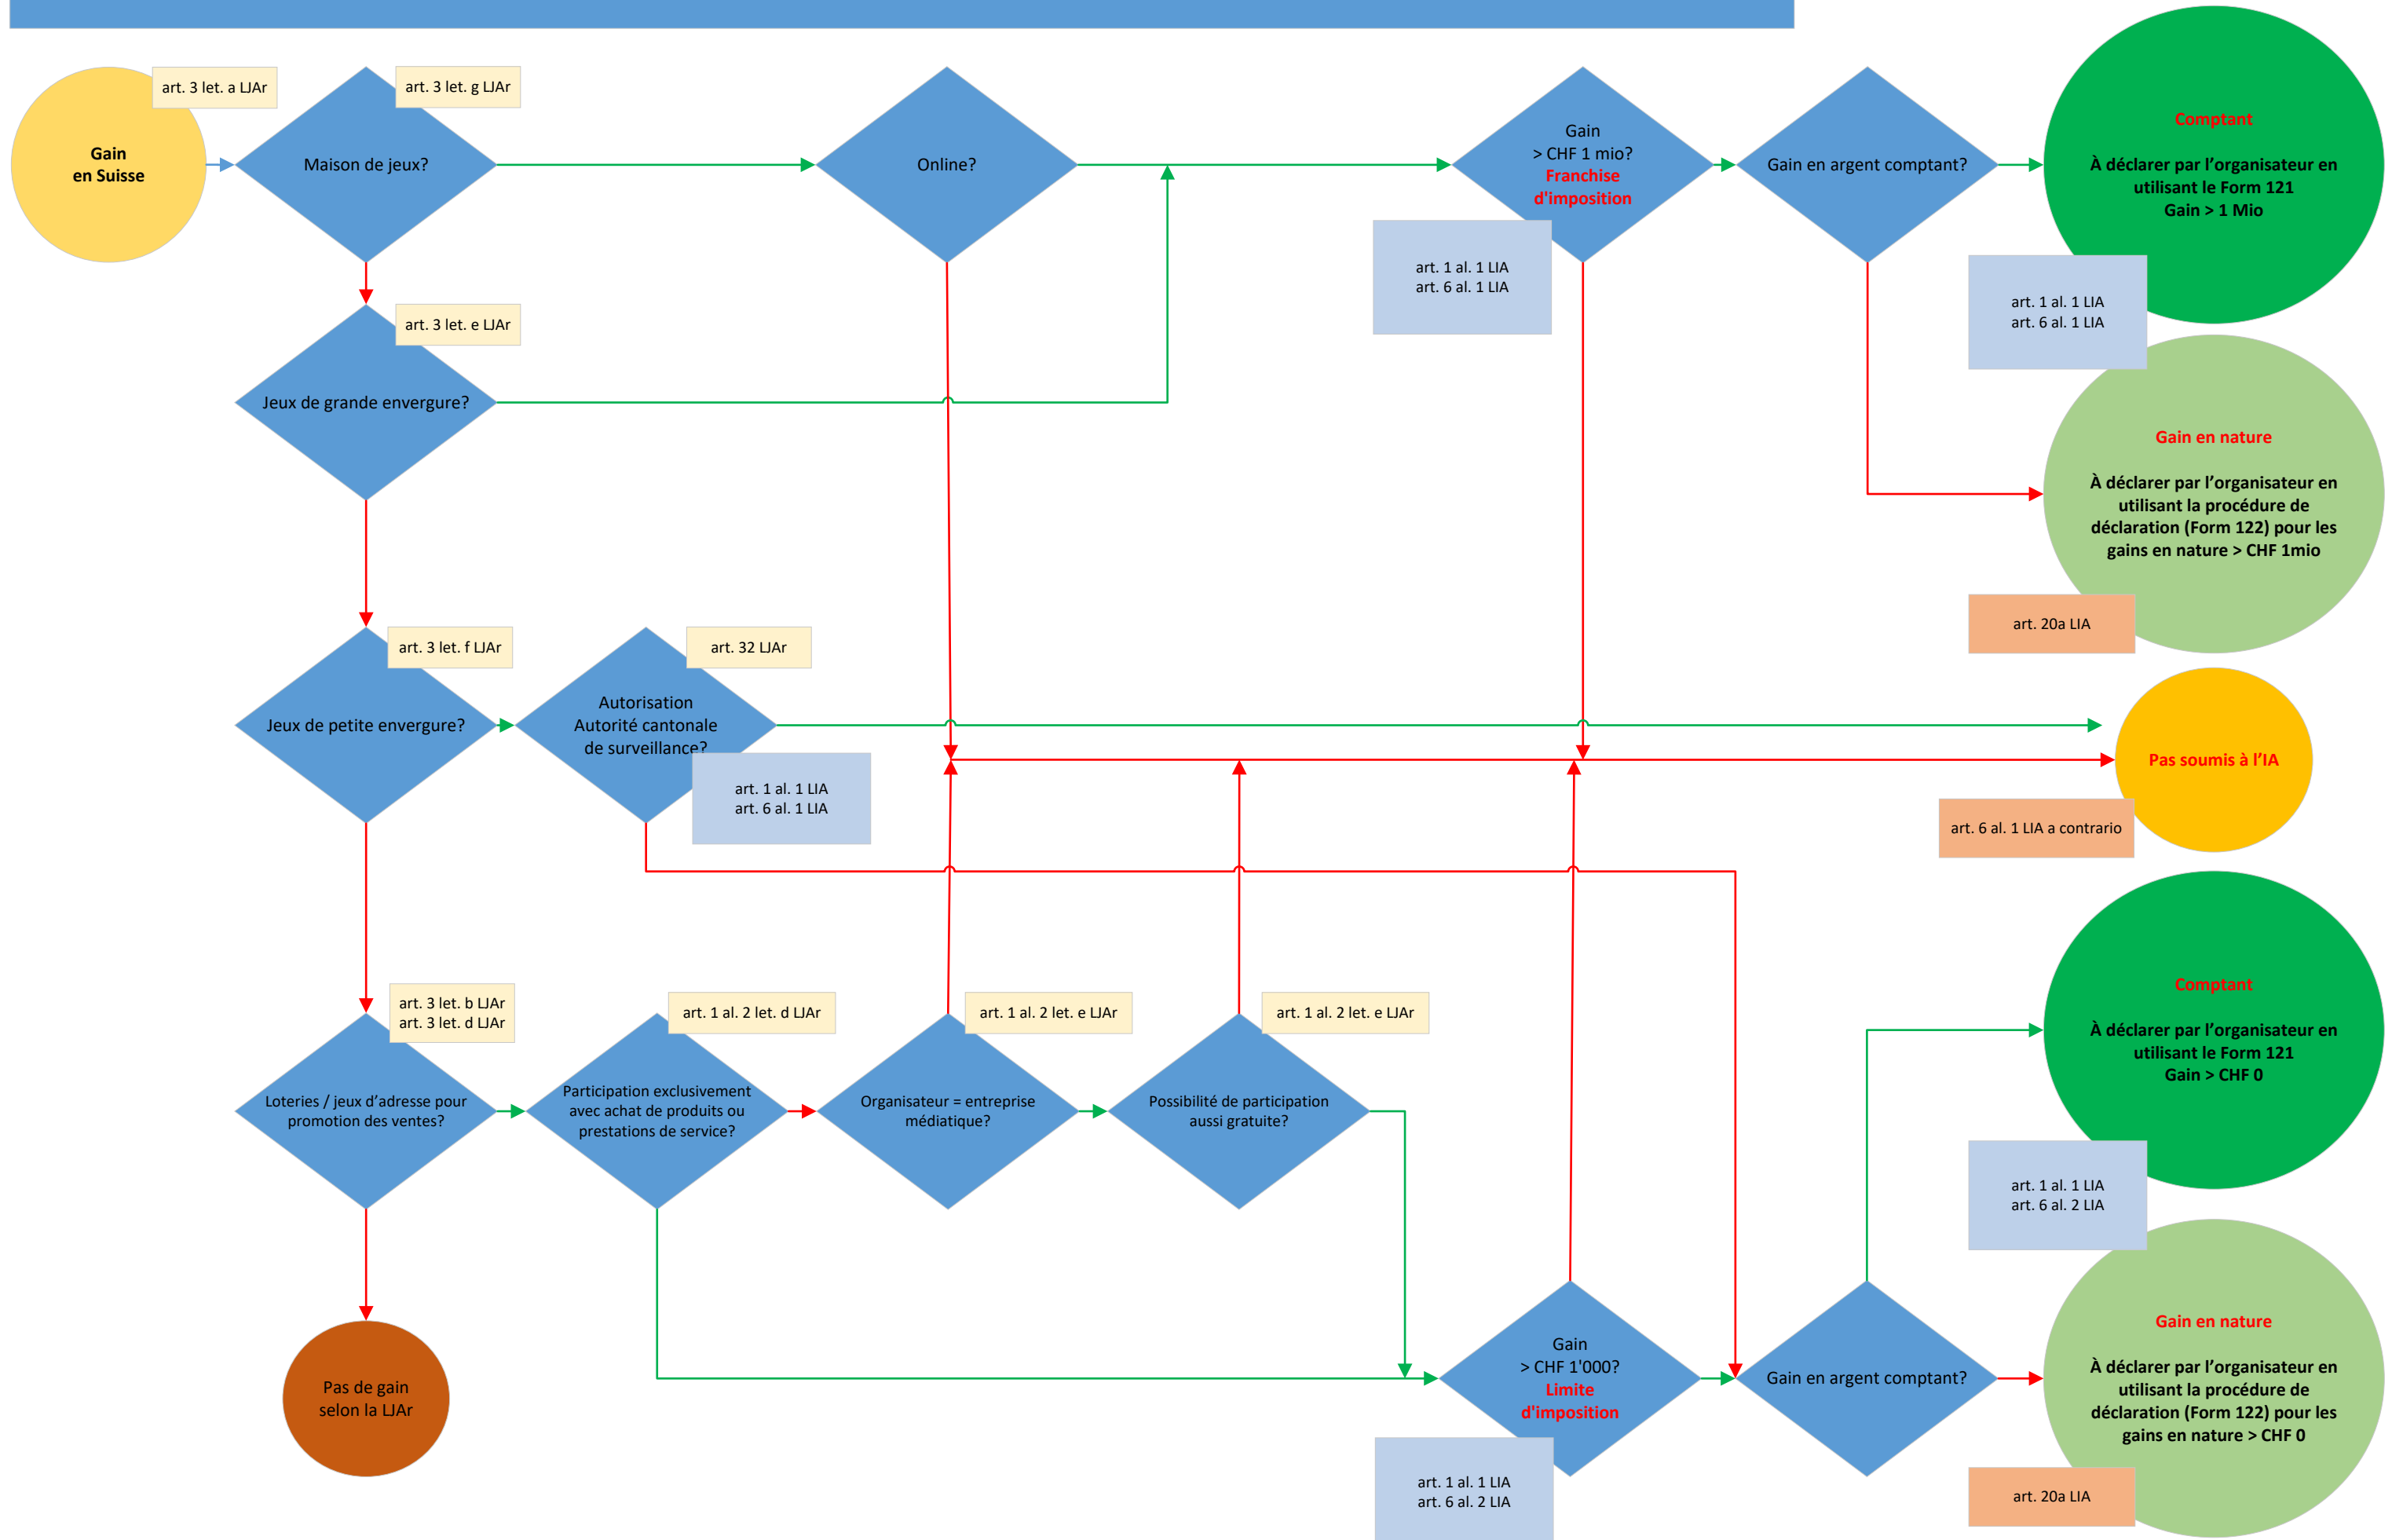 Gain
en Suisse
art. 3 let. a LJAr
Maison de jeux?
art. 3 let. g LJAr
Online?
Gain
> CHF 1 mio?
Franchise
d'imposition
art. 1 al. 1 LIA
art. 6 al. 1 LIA
Gain en argent comptant?
Comptant
À déclarer par l’organisateur en
utilisant le Form 121
Gain > 1 Mio
art. 1 al. 1 LIA
art. 6 al. 1 LIA
Jeux de grande envergure?
art. 3 let. e LJAr
Gain en nature
À déclarer par l’organisateur en
utilisant la procédure de
déclaration (Form 122) pour les
gains en nature > CHF 1mio
art. 20a LIA
Jeux de petite envergure?
art. 3 let. f LJAr
Autorisation
Autorité cantonale
de surveillance?
art. 32 LJAr
art. 1 al. 1 LIA
art. 6 al. 1 LIA
Pas soumis à l’IA
art. 6 al. 1 LIA a contrario
Loteries / jeux d’adresse pour
promotion des ventes?
art. 3 let. b LJAr
art. 3 let. d LJAr
Participation exclusivement
avec achat de produits ou
prestations de service?
art. 1 al. 2 let. d LJAr
Organisateur = entreprise
médiatique?
art. 1 al. 2 let. e LJAr
Possibilité de participation
aussi gratuite?
art. 1 al. 2 let. e LJAr
Comptant
À déclarer par l’organisateur en
utilisant le Form 121
Gain > CHF 0
art. 1 al. 1 LIA
art. 6 al. 2 LIA
Pas de gain
selon la LJAr
Gain
> CHF 1'000?
Limite
d'imposition
art. 1 al. 1 LIA
art. 6 al. 2 LIA
Gain en argent comptant?
Gain en nature
À déclarer par l’organisateur en
utilisant la procédure de
déclaration (Form 122) pour les
gains en nature > CHF 0
art. 20a LIA